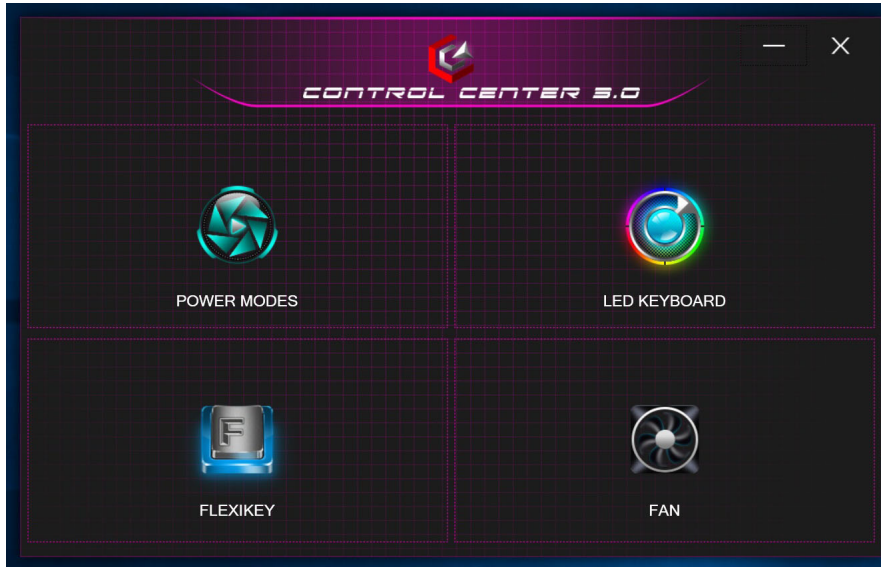 CONTROL CENTER 3.0
POWER MODES
LED KEYBOARD
F
FLEXIKEY
FAN